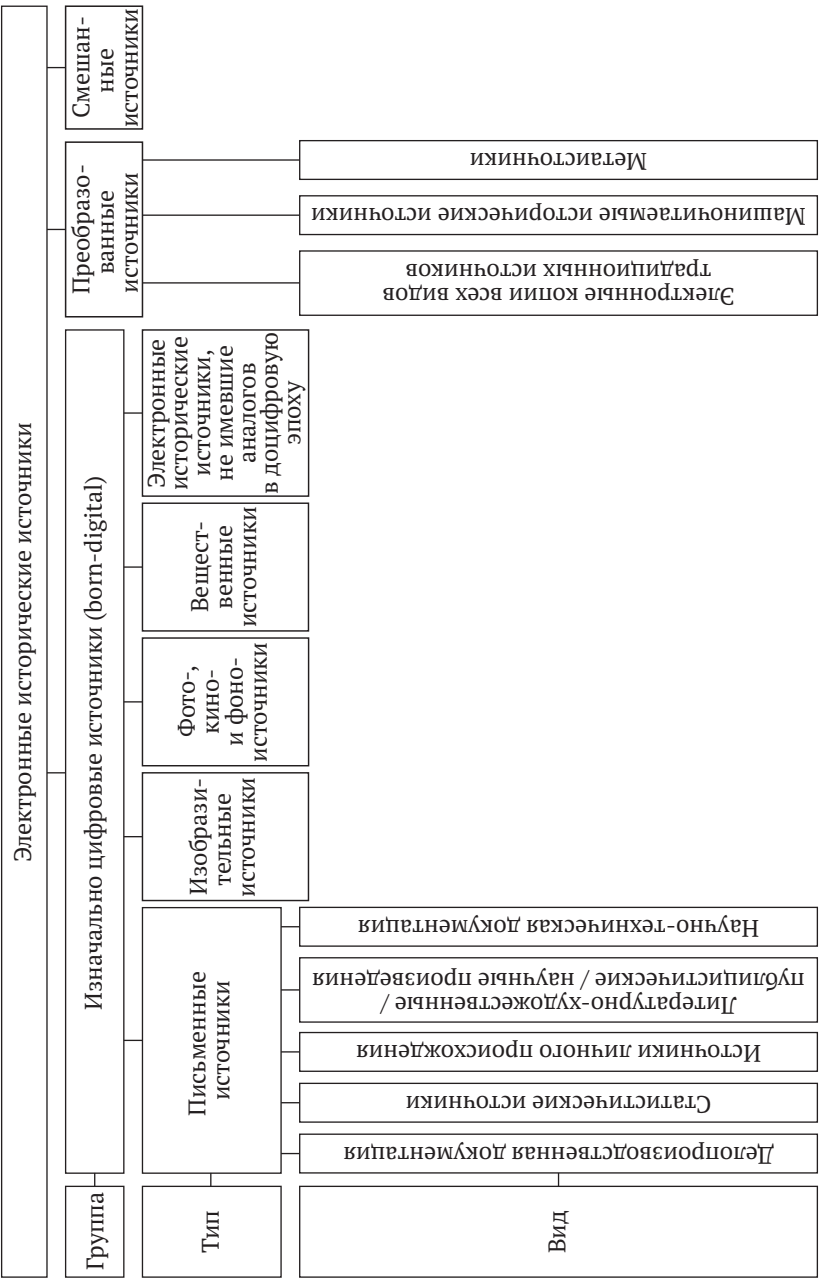 Электронные исторические источники
Группа
Изначально цифровые источники (born-digital)
Преобразо-
ванные
источники
Смешан-
ные
источники
Тип
Письменные
источники
Изобрази-
тельные
источники
Фото-,
кино-
и фоно-
источники
Вещест-
венные
источники
Электронные
исторические
источники,
не имевшие
аналогов
в доцифровую
эпоху
Вид
Делопроизводственная документация
Статистические источники
Источники личного происхождения
Литературно-художественные /
публицистические / научные произведения
Научно-техническая документация
Электронные копии всех видов
традиционных источников
Машиночитаемые исторические источники
Метаисточники